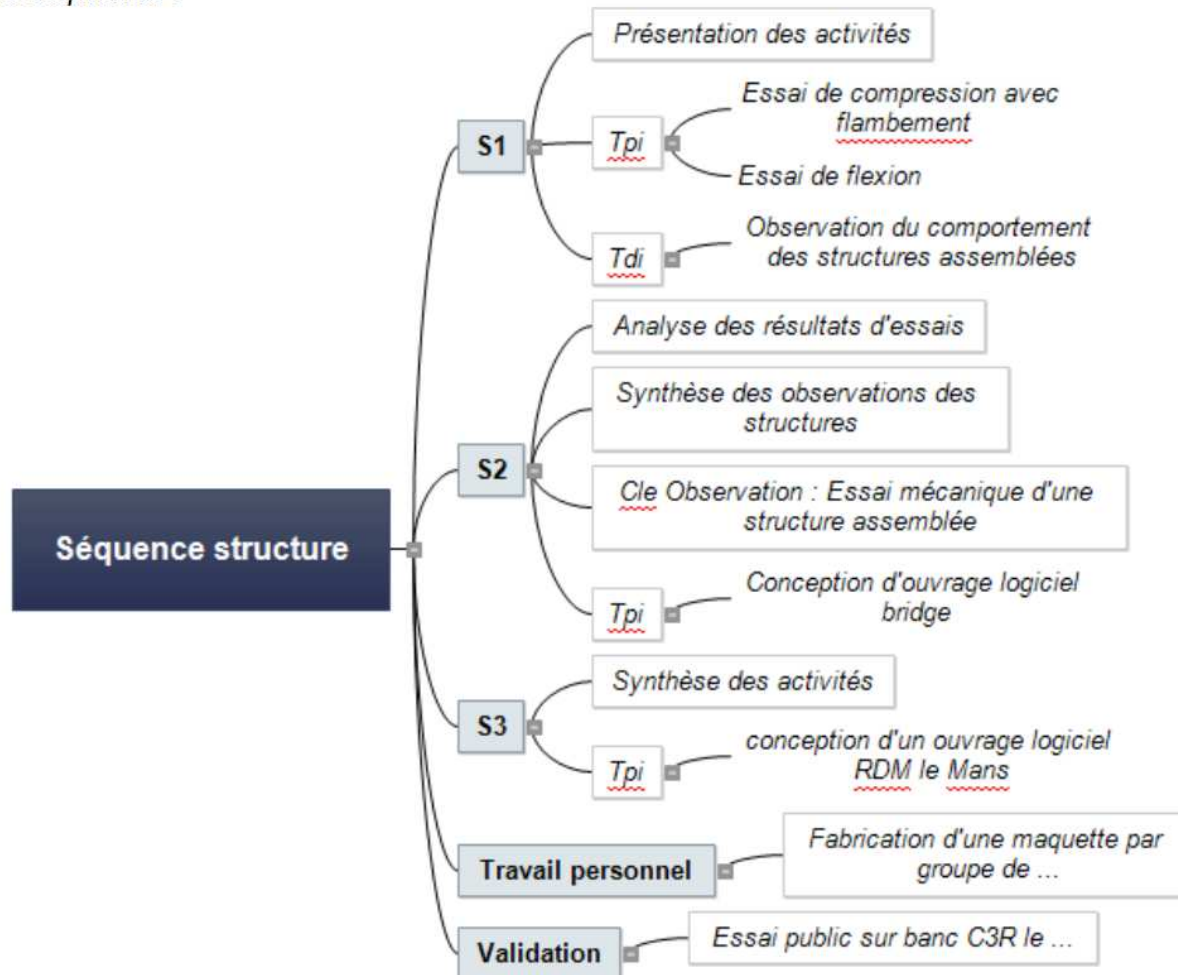 Présentation des activités
Essai de compression avec
flambement
S1
Tpi
Essai de flexion
Observation du comportement
des structures assemblées
Tdi
Analyse des résultats d'essais
Synthèse des observations des
structures
S2
Cle Observation : Essai mécanique d'une
structure assemblée
Séquence structure
Conception d'ouvrage logiciel
bridge
Tpi
Synthèse des activités
S3
conception d'un ouvrage logiciel
RDM le Mans
Tpi
Fabrication d'une maquette par
groupe de ...
Travail personnel
Essai public sur banc C3R le ...
Validation